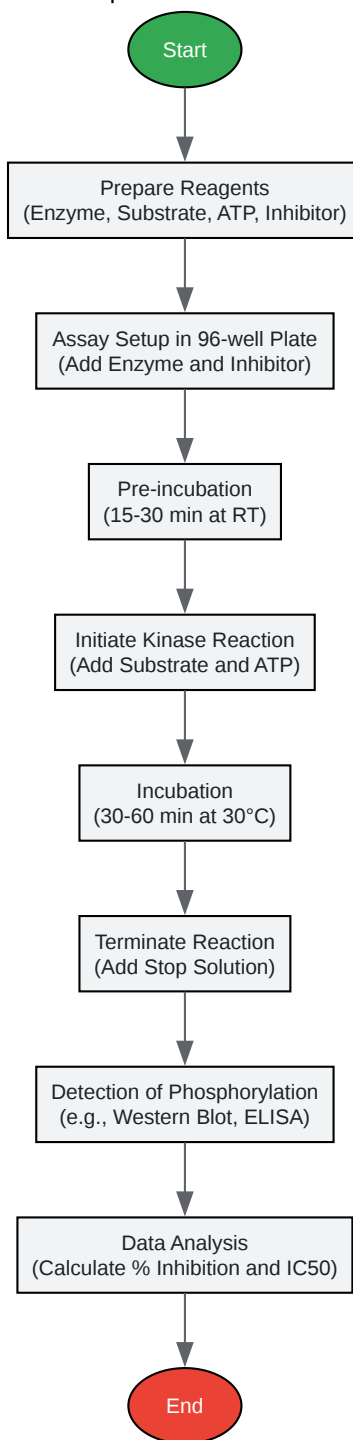 Start
Prepare Reagents
(Enzyme, Substrate, ATP, Inhibitor)
Assay Setup in 96-well Plate
(Add Enzyme and Inhibitor)
Pre-incubation
(15-30 min at RT)
Initiate Kinase Reaction
(Add Substrate and ATP)
Incubation
(30-60 min at 30°C)
Terminate Reaction
(Add Stop Solution)
Detection of Phosphorylation
(e.g., Western Blot, ELISA)
Data Analysis
(Calculate % Inhibition and IC50)
End